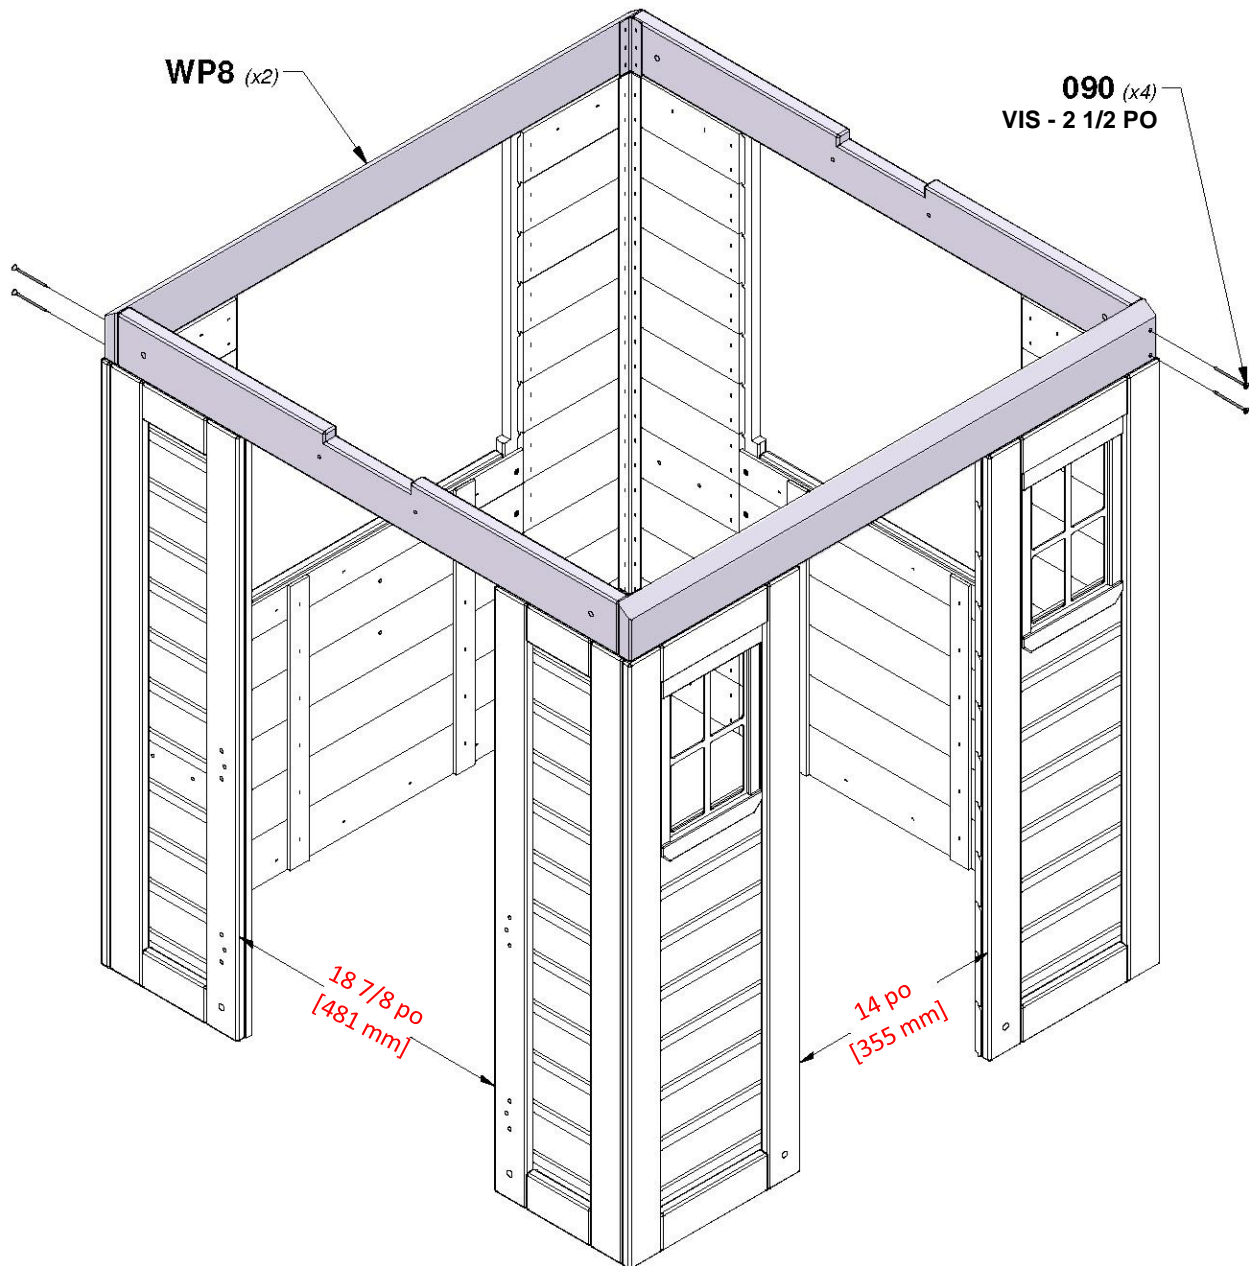 WP8 (x2)
090 (x4)
VIS - 2 1/2 PO
18 7/8 po
[481 mm]
14 po
[355 mm]